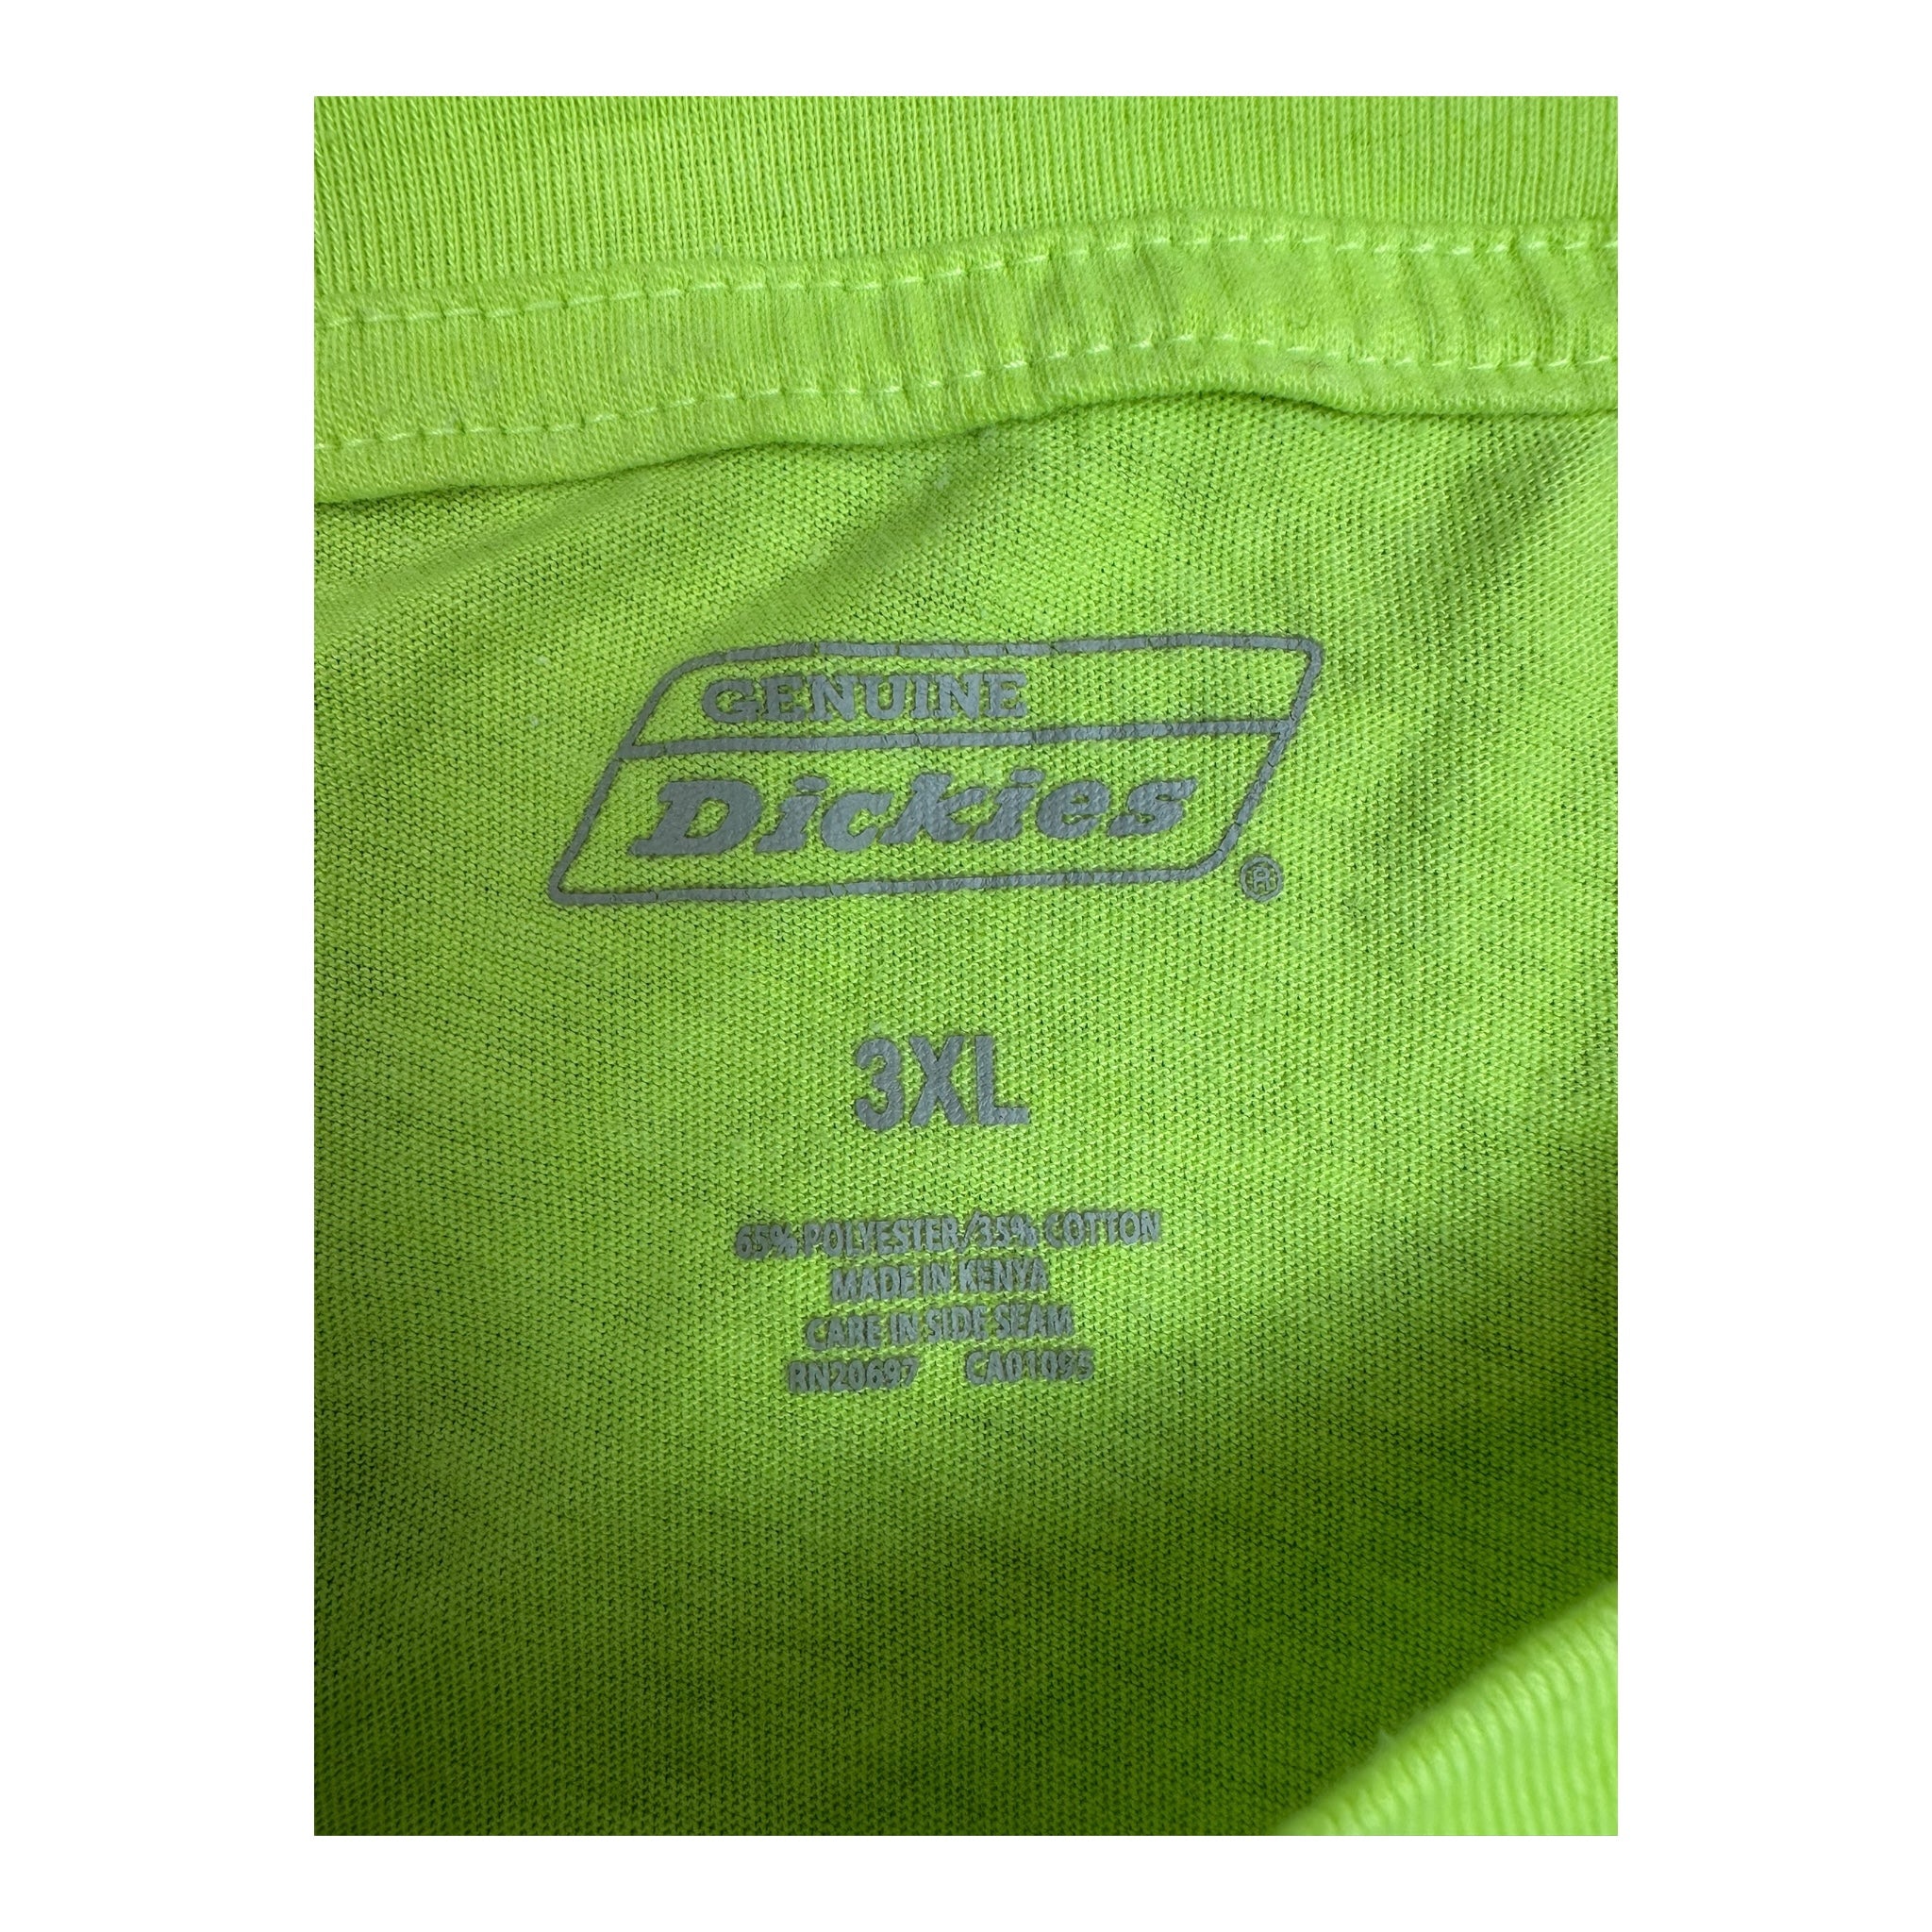 GENUINE
Dickies
®
3XL
65% POLYESTER/35% COTTON
MADE IN KENYA
CARE IN SIDE SEAM
RN20697 CA01095